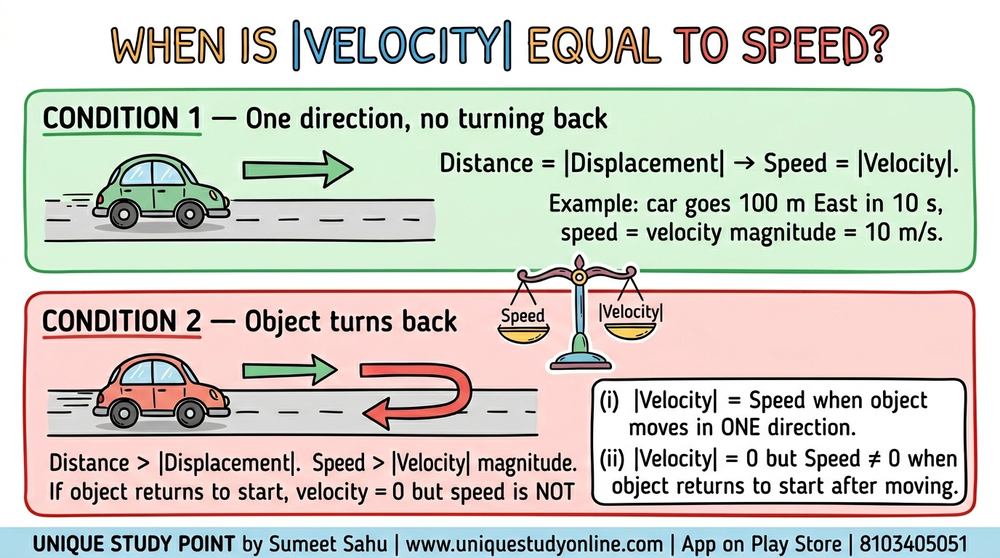 WHEN IS |VELOCITY| EQUAL TO SPEED?
CONDITION 1 — One direction, no turning back
Distance = |Displacement| → Speed = |Velocity|.
Example: car goes 100 m East in 10 s,
speed = velocity magnitude = 10 m/s.
Speed
|Velocity|
CONDITION 2 — Object turns back
Distance > |Displacement|. Speed > |Velocity| magnitude.
If object returns to start, velocity = 0 but speed is NOT
(i) |Velocity| = Speed when object
moves in ONE direction.
(ii) |Velocity| = 0 but Speed ≠ 0 when
object returns to start after moving.
UNIQUE STUDY POINT by Sumeet Sahu | www.uniquestudyonline.com | App on Play Store | 8103405051